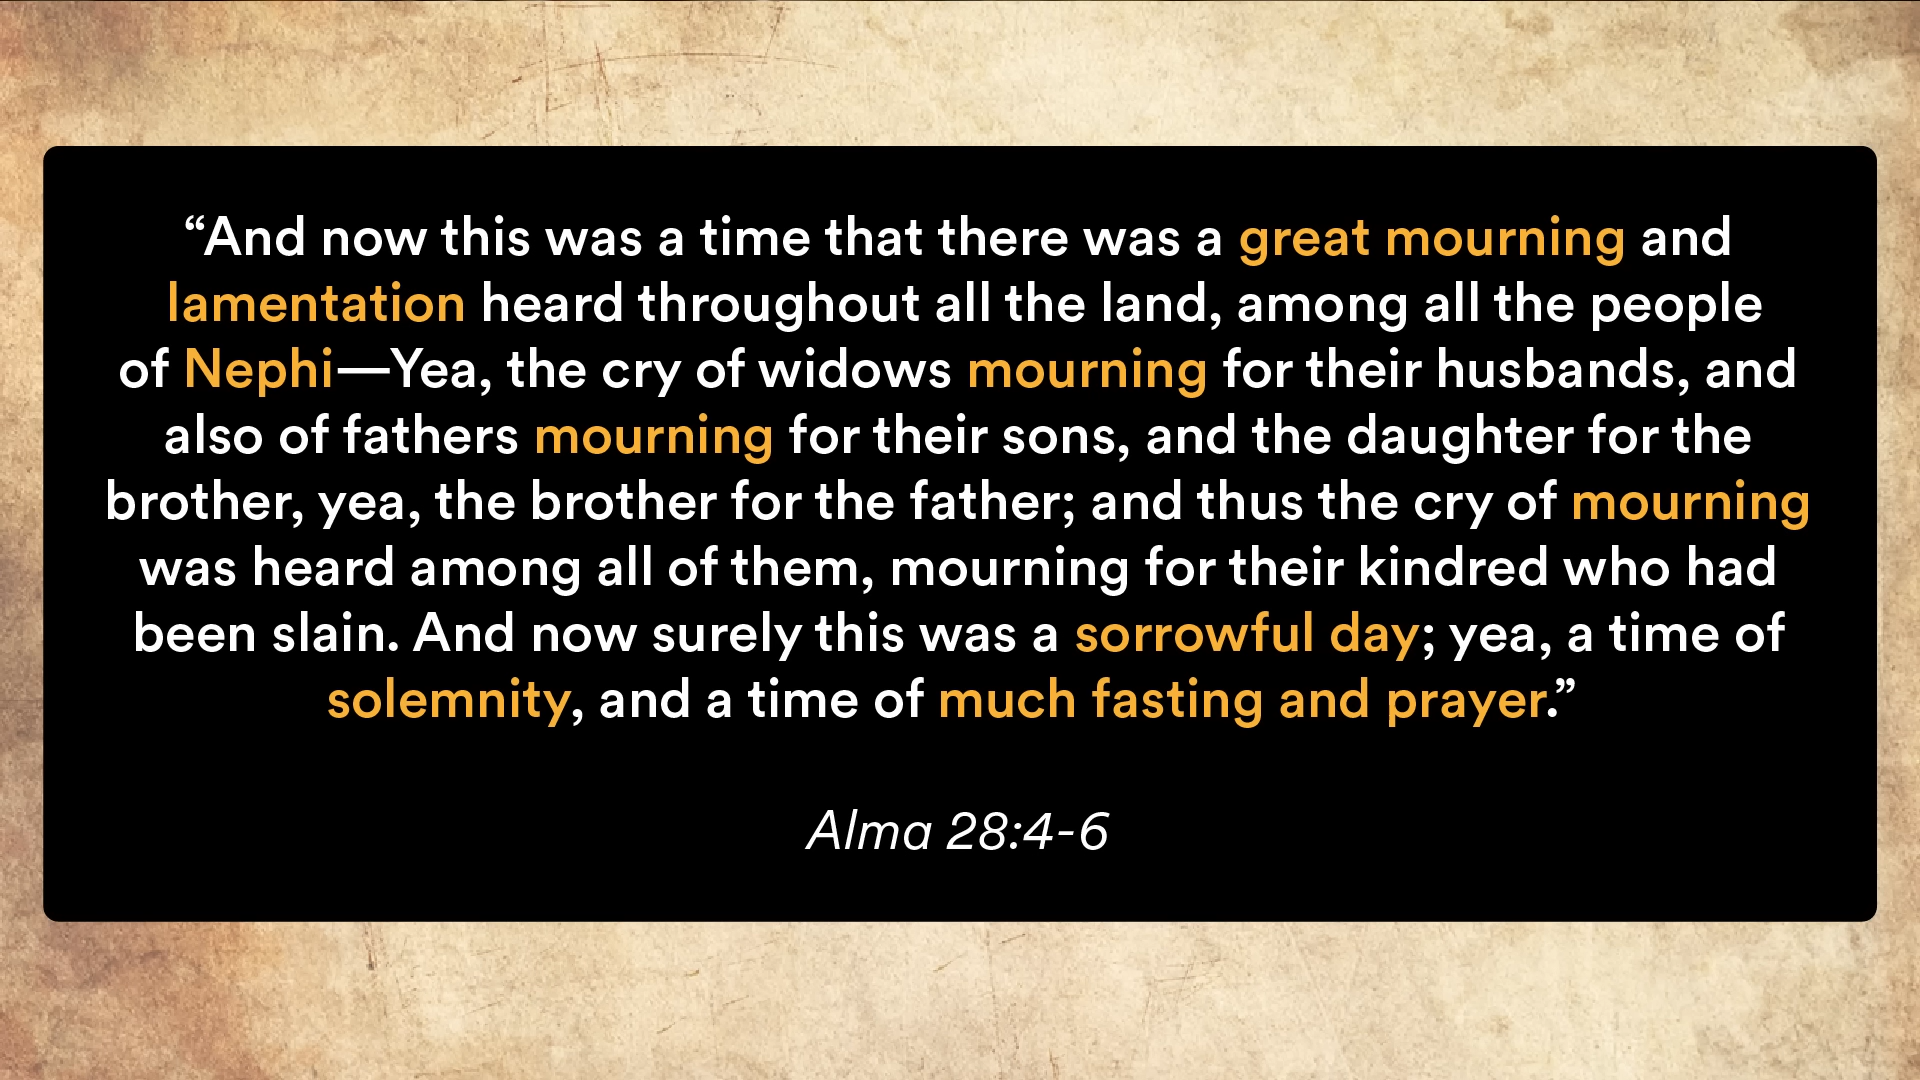 “And now this was a time that there was a great mourning and
lamentation heard throughout all the land, among all the people
of Nephi—Yea, the cry of widows mourning for their husbands, and
also of fathers mourning for their sons, and the daughter for the
brother, yea, the brother for the father; and thus the cry of mourning
was heard among all of them, mourning for their kindred who had
been slain. And now surely this was a sorrowful day; yea, a time of
solemnity, and a time of much fasting and prayer.”
Alma 28:4-6